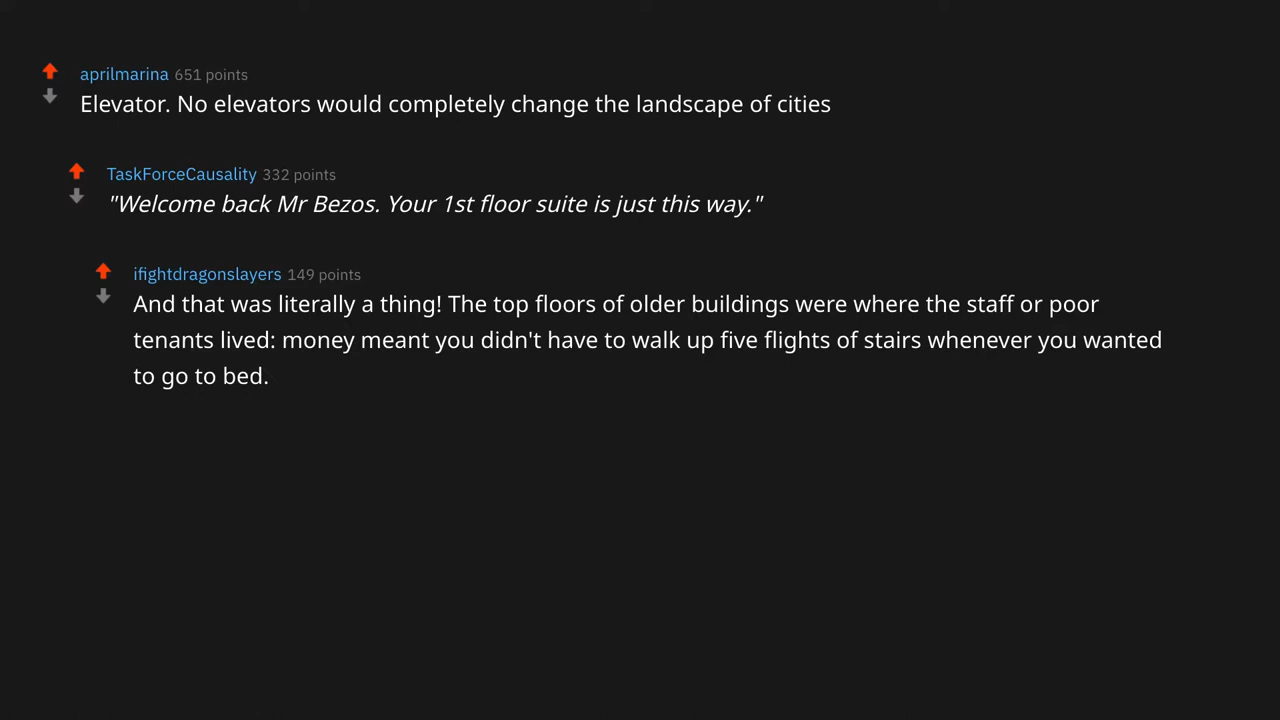 aprilmarina 651 points
Elevator. No elevators would completely change the landscape of cities
TaskForceCausality 332 points
"Welcome back Mr Bezos. Your 1st floor suite is just this way."
ifightdragonslayers 149 points
And that was literally a thing! The top floors of older buildings were where the staff or poor
tenants lived: money meant you didn't have to walk up five flights of stairs whenever you wanted
to go to bed.